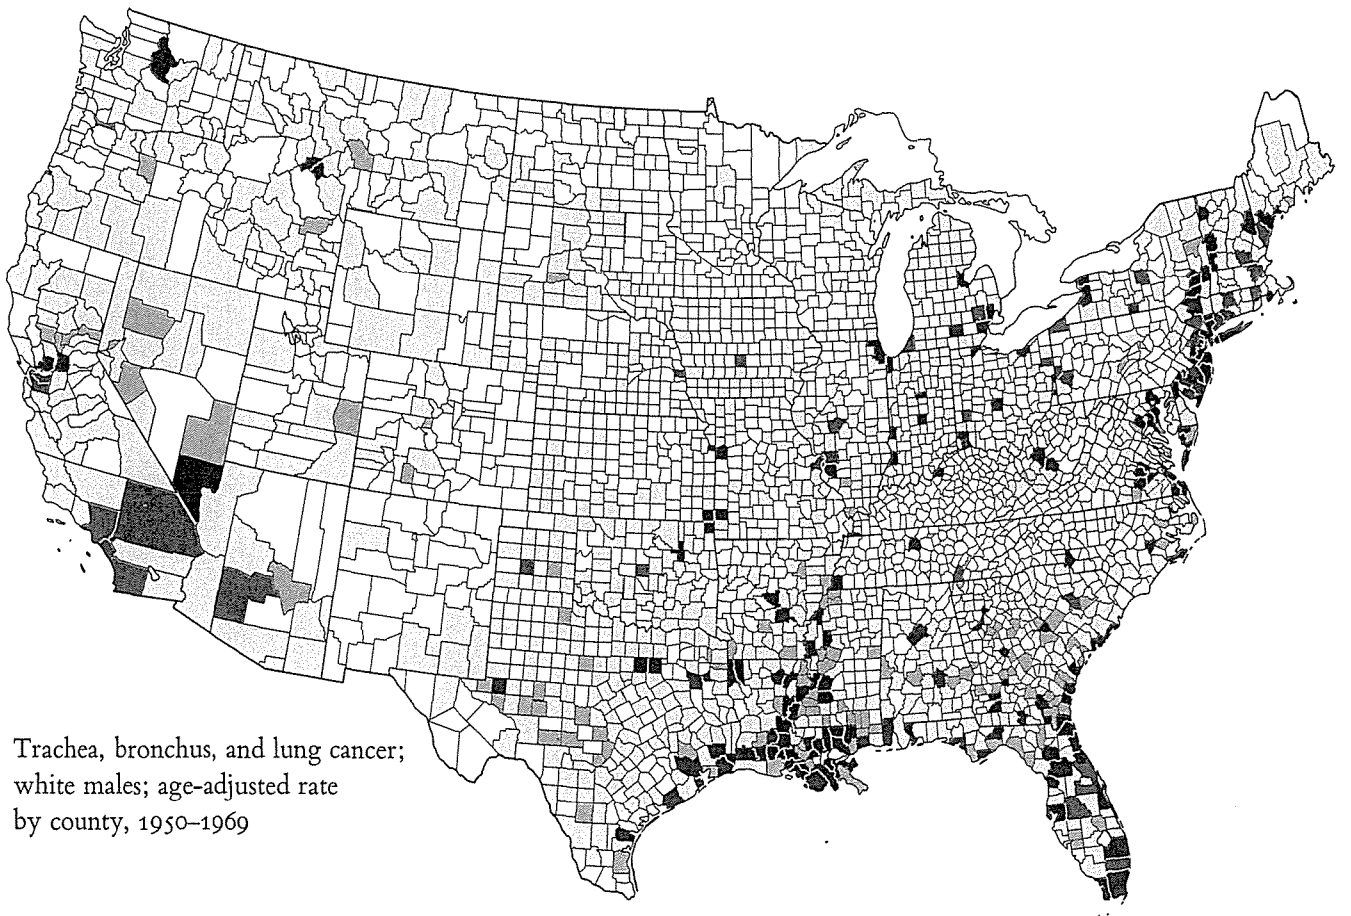 Trachea, bronchus, and lung cancer;
white males; age-adjusted rate
by county, 1950–1969